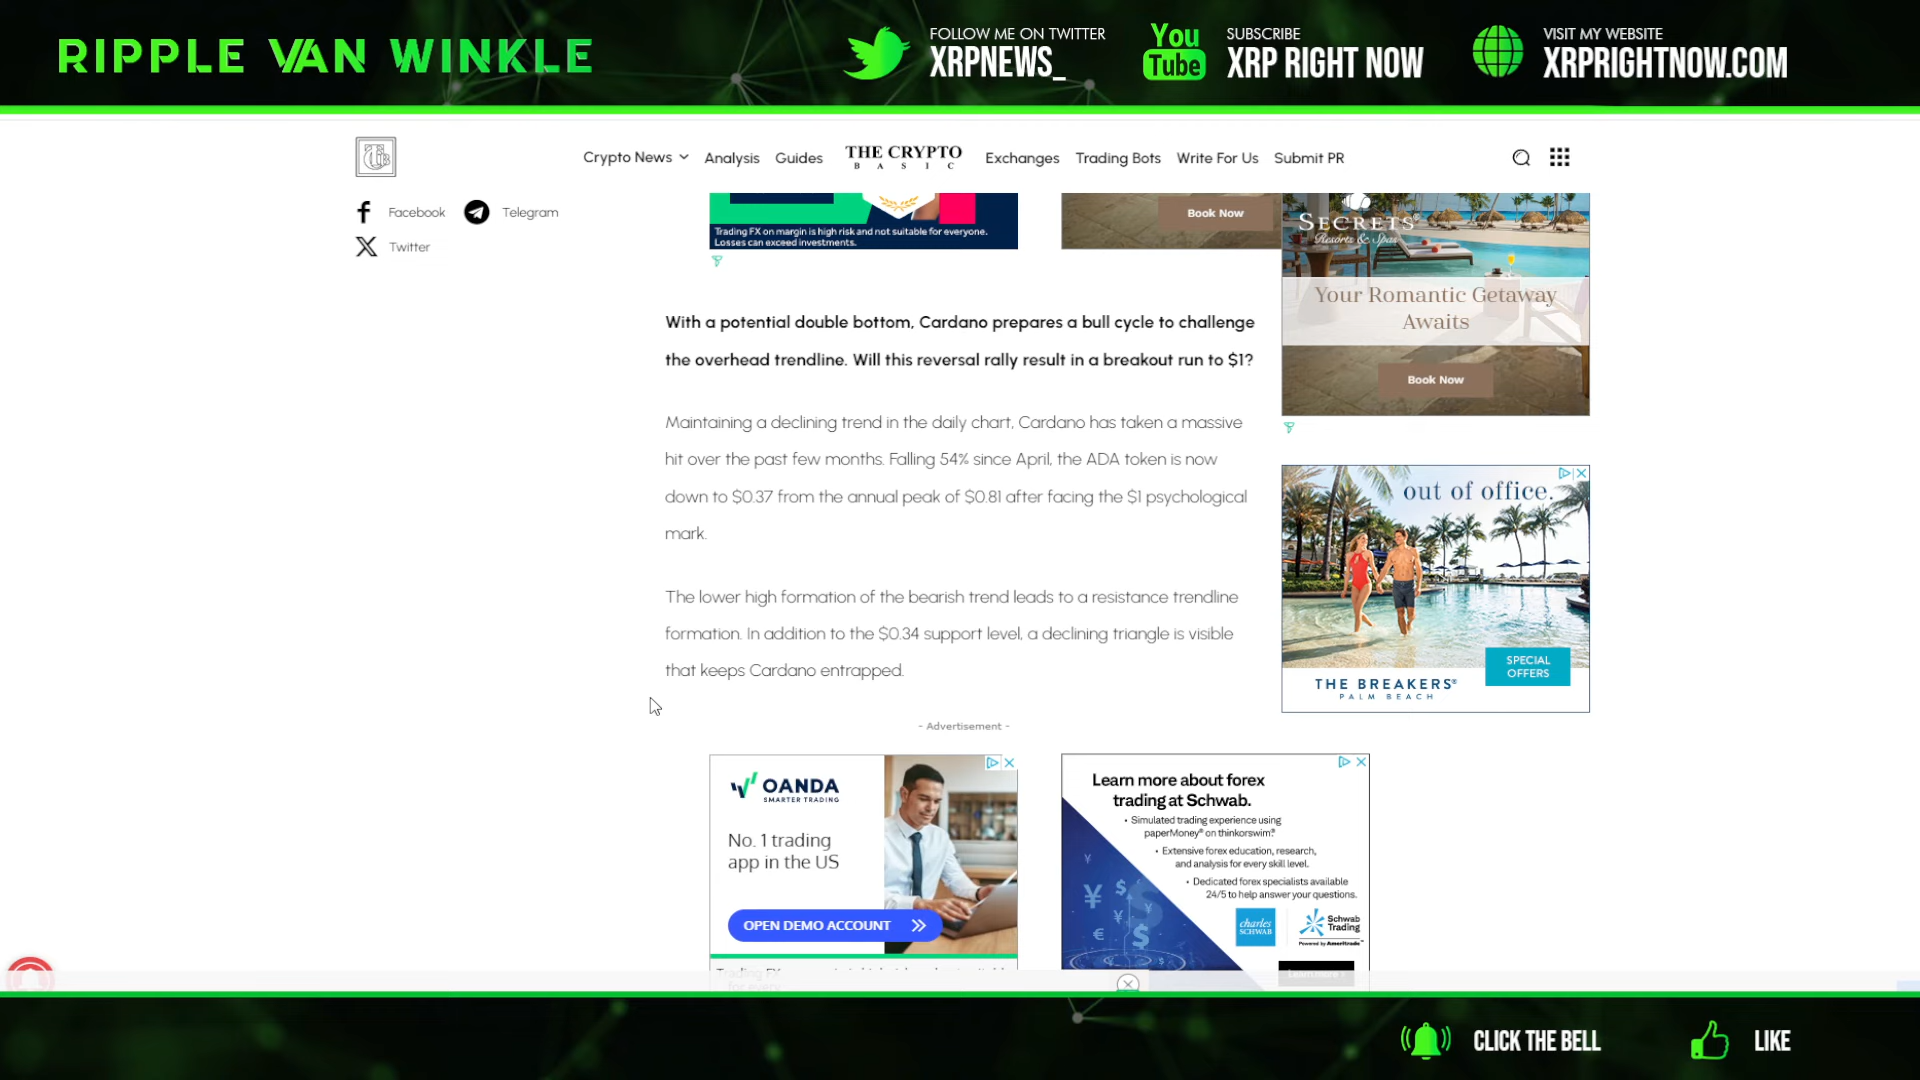 RIPPLE VAN WINKLE
FOLLOW ME ON TWITTER
XRPNEWS_
You
Tube
SUBSCRIBE
XRP RIGHT NOW
VISIT MY WEBSITE
XRPRIGHTNOW.COM
Crypto News
Analysis
Guides
THE CRYPTO
BASIC
Exchanges
Trading Bots
Write For Us
Submit PR
Facebook
Telegram
Twitter
Trading FX on margin is high risk and not suitable for everyone.
Losses can exceed investments.
Book Now
SECRETS
Resorts & Spas
Your Romantic Getaway
Awaits
Book Now
With a potential double bottom, Cardano prepares a bull cycle to challenge
the overhead trendline. Will this reversal rally result in a breakout run to $1?
Maintaining a declining trend in the daily chart, Cardano has taken a massive
hit over the past few months. Falling 54% since April, the ADA token is now
down to $0.37 from the annual peak of $0.81 after facing the $1 psychological
mark.
The lower high formation of the bearish trend leads to a resistance trendline
formation. In addition to the $0.34 support level, a declining triangle is visible
that keeps Cardano entrapped.
out of office.
SPECIAL
OFFERS
THE BREAKERS®
PALM BEACH
- Advertisement -
OANDA
SMARTER TRADING
No. 1 trading
app in the US
OPEN DEMO ACCOUNT
Learn more about forex
trading at Schwab.
• Simulated trading experience using
paperMoney® on thinkorswim®
• Extensive forex education, research,
and analysis for every skill level.
• Dedicated forex specialists available
24/5 to help answer your questions.
charles
SCHWAB
Schwab
Trading
Powered by Ameritrade™
CLICK THE BELL
LIKE